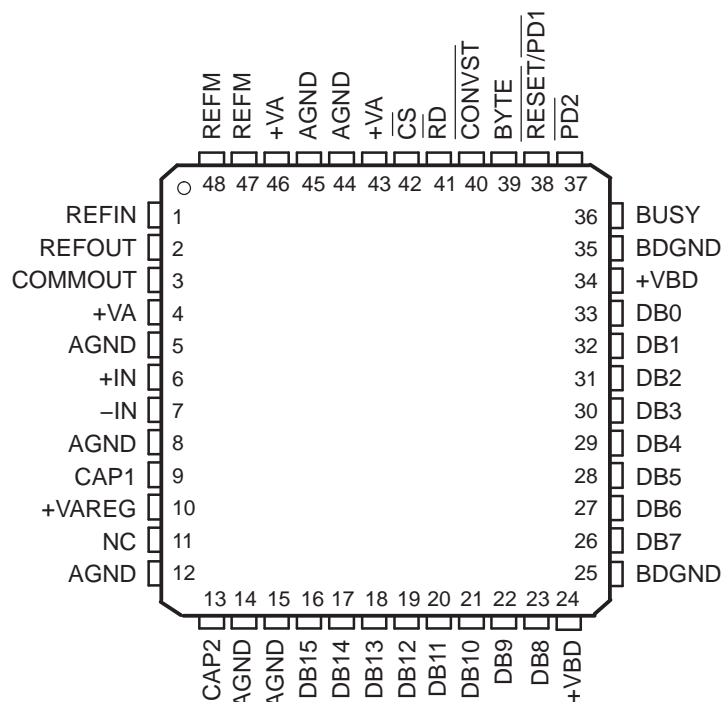 REFM
REFM
+VA
AGND
AGND
+VA
CS
RD
CONVST
BYTE
RESET/PD1
PD2
48 47 46 45 44 43 42 41 40 39 38 37
REFIN 1
REFOUT 2
COMMOUT 3
+VA 4
AGND 5
+IN 6
–IN 7
AGND 8
CAP1 9
+VAREG 10
NC 11
AGND 12
36 BUSY
35 BDGND
34 +VBD
33 DB0
32 DB1
31 DB2
30 DB3
29 DB4
28 DB5
27 DB6
26 DB7
25 BDGND
13 14 15 16 17 18 19 20 21 22 23 24
CAP2
AGND
AGND
DB15
DB14
DB13
DB12
DB11
DB10
DB9
DB8
+VBD